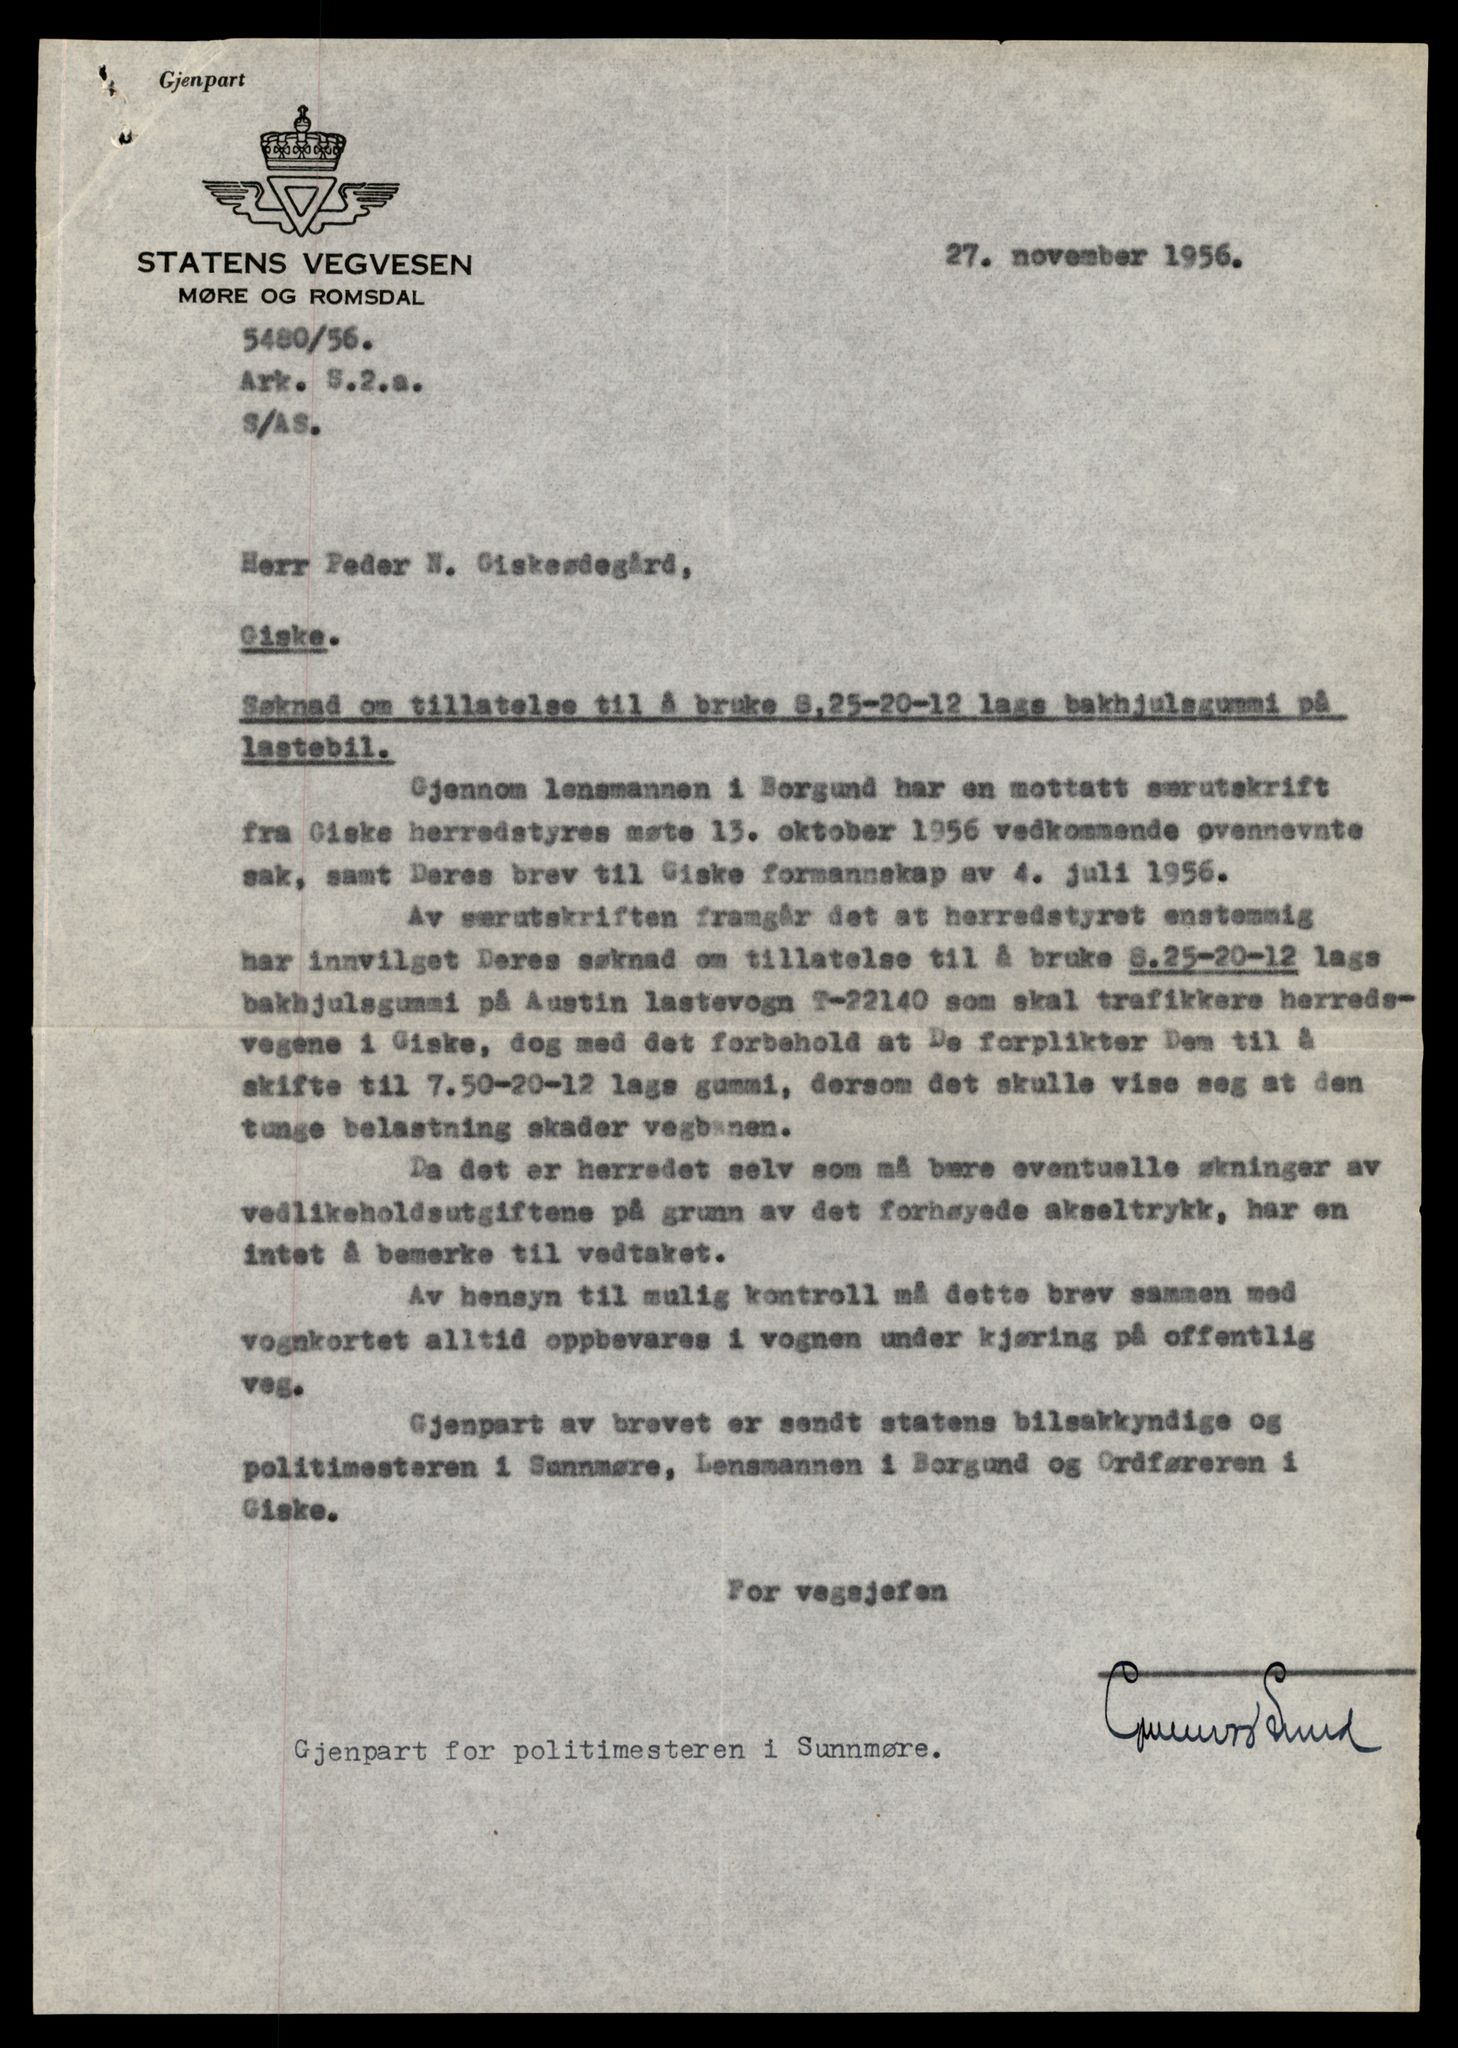 Gjenpart
STATENS VEGVESEN
MØRE OG ROMSDAL
27. november 1956.
5480/56.
Ark. S.2.a.
S/AS.
Herr Peder N. Giskeødegård,
Giske.
Søknad om tillatelse til å bruke 8,25-20-12 lags bakhjulsgummi på
lastebil.
Gjennom lensmannen i Borgund har en mottatt særutskrift
fra Giske herredstyres møte 13. oktober 1956 vedkommende ovennevnte
sak, samt Deres brev til Giske formannskap av 4. juli 1956.
Av særutskriften framgår det at herredstyret enstemmig
har innvilget Deres søknad om tillatelse til å bruke 8.25-20-12 lags
bakhjulsgummi på Austin lastevogn T-22140 som skal trafikkere herreds-
vegene i Giske, dog med det forbehold at De forplikter Dem til å
skifte til 7.50-20-12 lags gummi, dersom det skulle vise seg at den
tunge belastning skader vegbanen.
Da det er herredet selv som må bære eventuelle økninger av
vedlikeholdsutgiftene på grunn av det forhøyede akseltrykk, har en
intet å bemerke til vedtaket.
Av hensyn til mulig kontroll må dette brev sammen med
vognkortet alltid oppbevares i vognen under kjøring på offentlig
veg.
Gjenpart av brevet er sendt statens bilsakkyndige og
politimesteren i Sunnmøre, Lensmannen i Borgund og Ordføreren i
Giske.
For vegsjefen
Gjenpart for politimesteren i Sunnmøre.